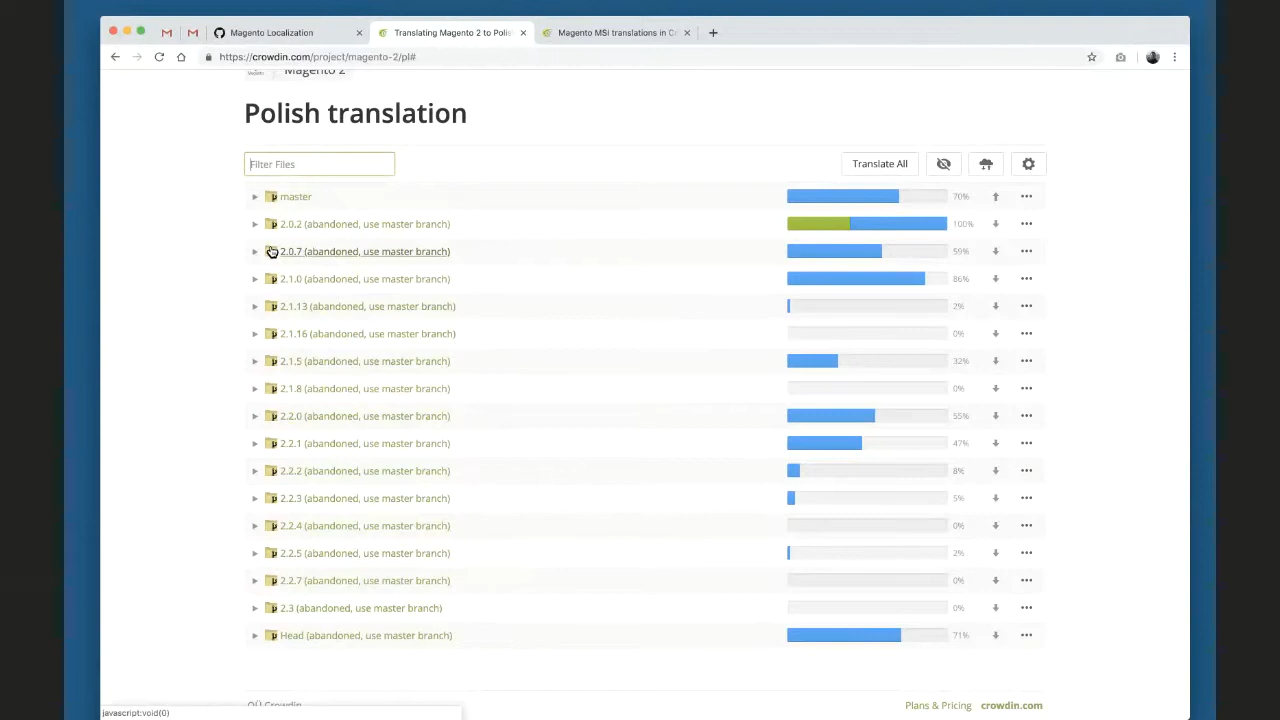 Magento Localization
Translating Magento 2 to Polis
Magento MSI translations in C
https://crowdin.com/project/magento-2/pl#
Magento 2
Polish translation
Filter Files
Translate All
master 70%
2.0.2 (abandoned, use master branch) 100%
2.0.7 (abandoned, use master branch) 59%
2.1.0 (abandoned, use master branch) 86%
2.1.13 (abandoned, use master branch) 2%
2.1.16 (abandoned, use master branch) 0%
2.1.5 (abandoned, use master branch) 32%
2.1.8 (abandoned, use master branch) 0%
2.2.0 (abandoned, use master branch) 55%
2.2.1 (abandoned, use master branch) 47%
2.2.2 (abandoned, use master branch) 8%
2.2.3 (abandoned, use master branch) 5%
2.2.4 (abandoned, use master branch) 0%
2.2.5 (abandoned, use master branch) 2%
2.2.7 (abandoned, use master branch) 0%
2.3 (abandoned, use master branch) 0%
Head (abandoned, use master branch) 71%
OÜ Crowdin
Plans & Pricing crowdin.com
javascript:void(0)